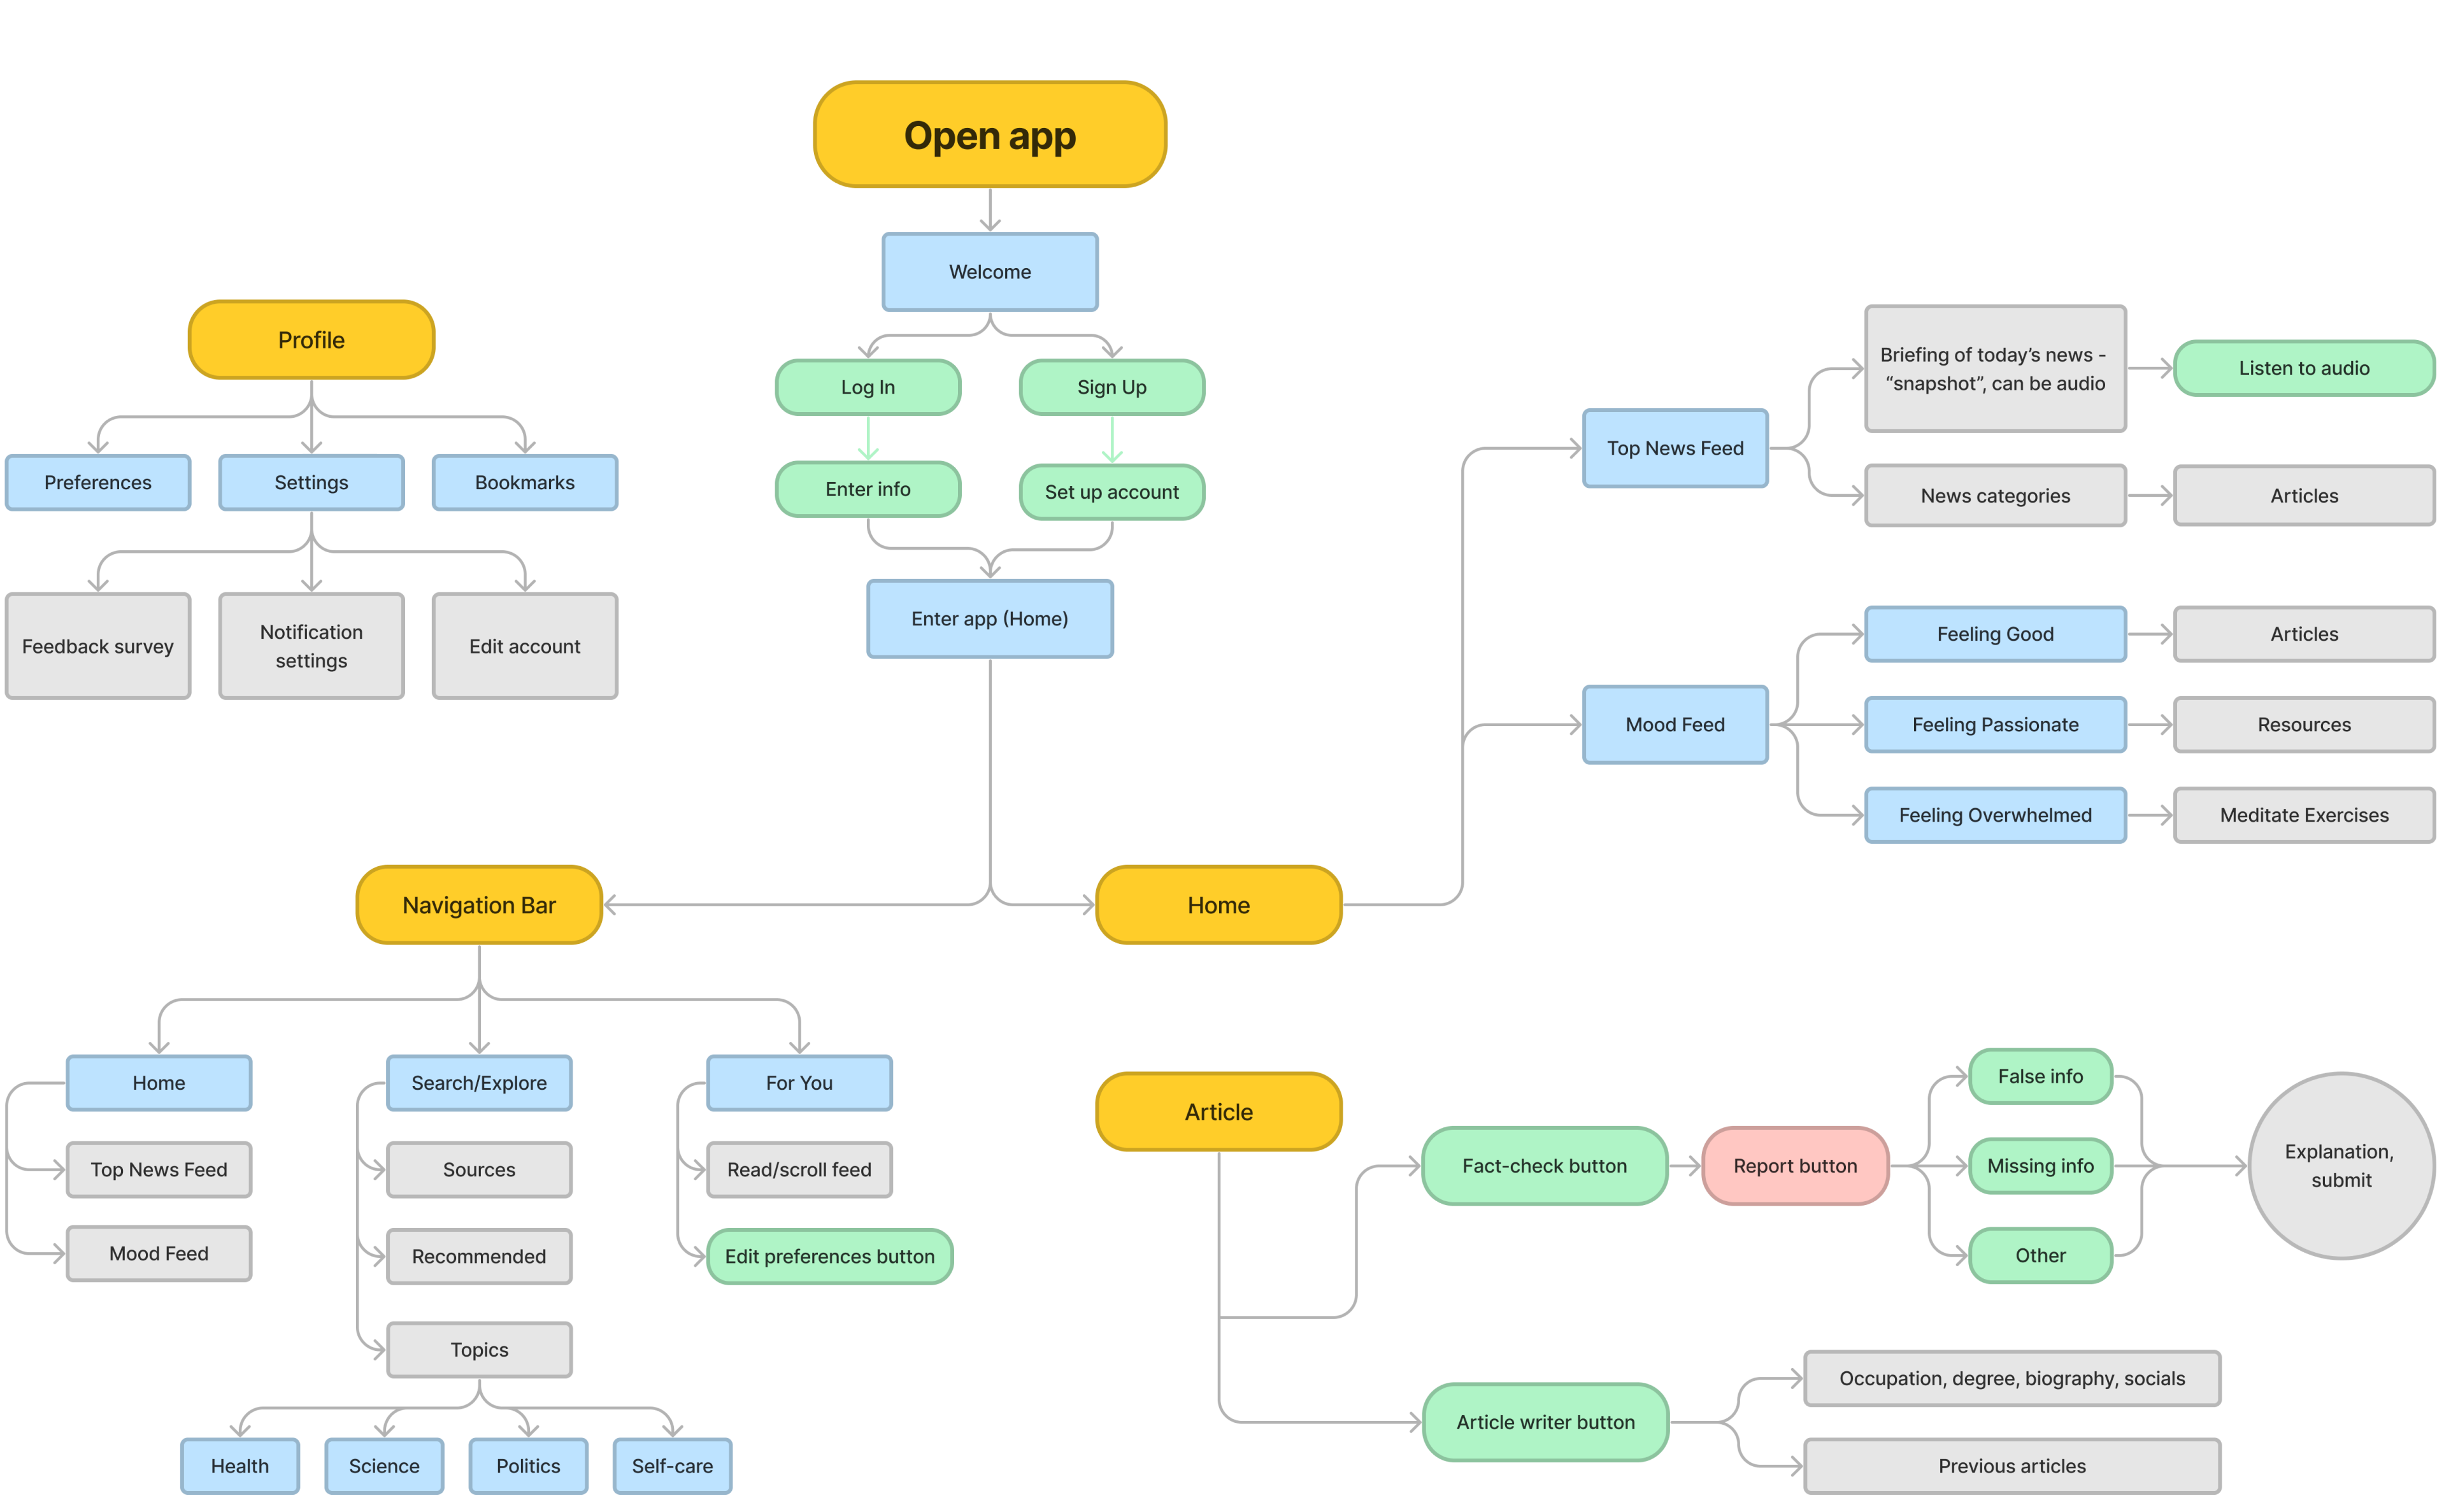 Open app
Welcome
Log In
Sign Up
Enter info
Set up account
Enter app (Home)
Profile
Preferences
Settings
Bookmarks
Feedback survey
Notification
settings
Edit account
Top News Feed
Briefing of today’s news -
“snapshot”, can be audio
Listen to audio
News categories
Articles
Mood Feed
Feeling Good
Articles
Feeling Passionate
Resources
Feeling Overwhelmed
Meditate Exercises
Navigation Bar
Home
Home
Top News Feed
Mood Feed
Search/Explore
Sources
Recommended
Topics
Health
Science
Politics
Self-care
For You
Read/scroll feed
Edit preferences button
Article
Fact-check button
Report button
False info
Missing info
Other
Explanation,
submit
Article writer button
Occupation, degree, biography, socials
Previous articles